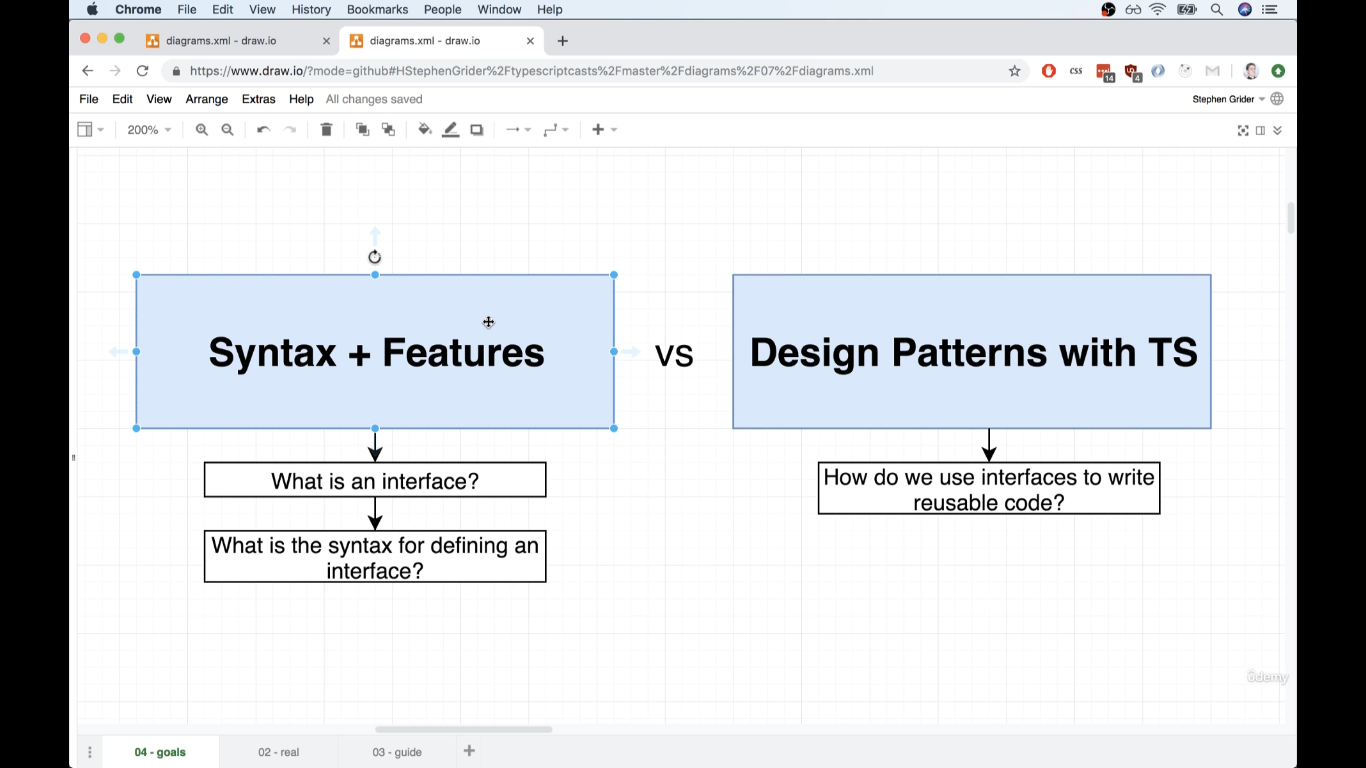 Chrome File Edit View History Bookmarks People Window Help
diagrams.xml - draw.io
diagrams.xml - draw.io
https://www.draw.io/?mode=github#HStephenGrider%2Ftypescriptcasts%2Fmaster%2Fdiagrams%2F07%2Fdiagrams.xml
css
14
4
File Edit View Arrange Extras Help All changes saved
Stephen Grider
200%
Syntax + Features
vs
Design Patterns with TS
What is an interface?
What is the syntax for defining an
interface?
How do we use interfaces to write
reusable code?
ûdemy
04 - goals
02 - real
03 - guide